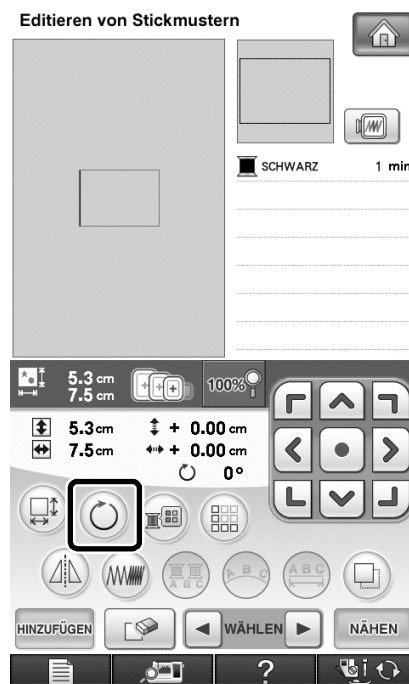 Editieren von Stickmustern
SCHWARZ 1 min
5.3 cm
7.5 cm
100%
5.3 cm + 0.00 cm
7.5 cm + 0.00 cm
0°
A B C
A B C
A B C
HINZUFÜGEN
WÄHLEN
NÄHEN
?